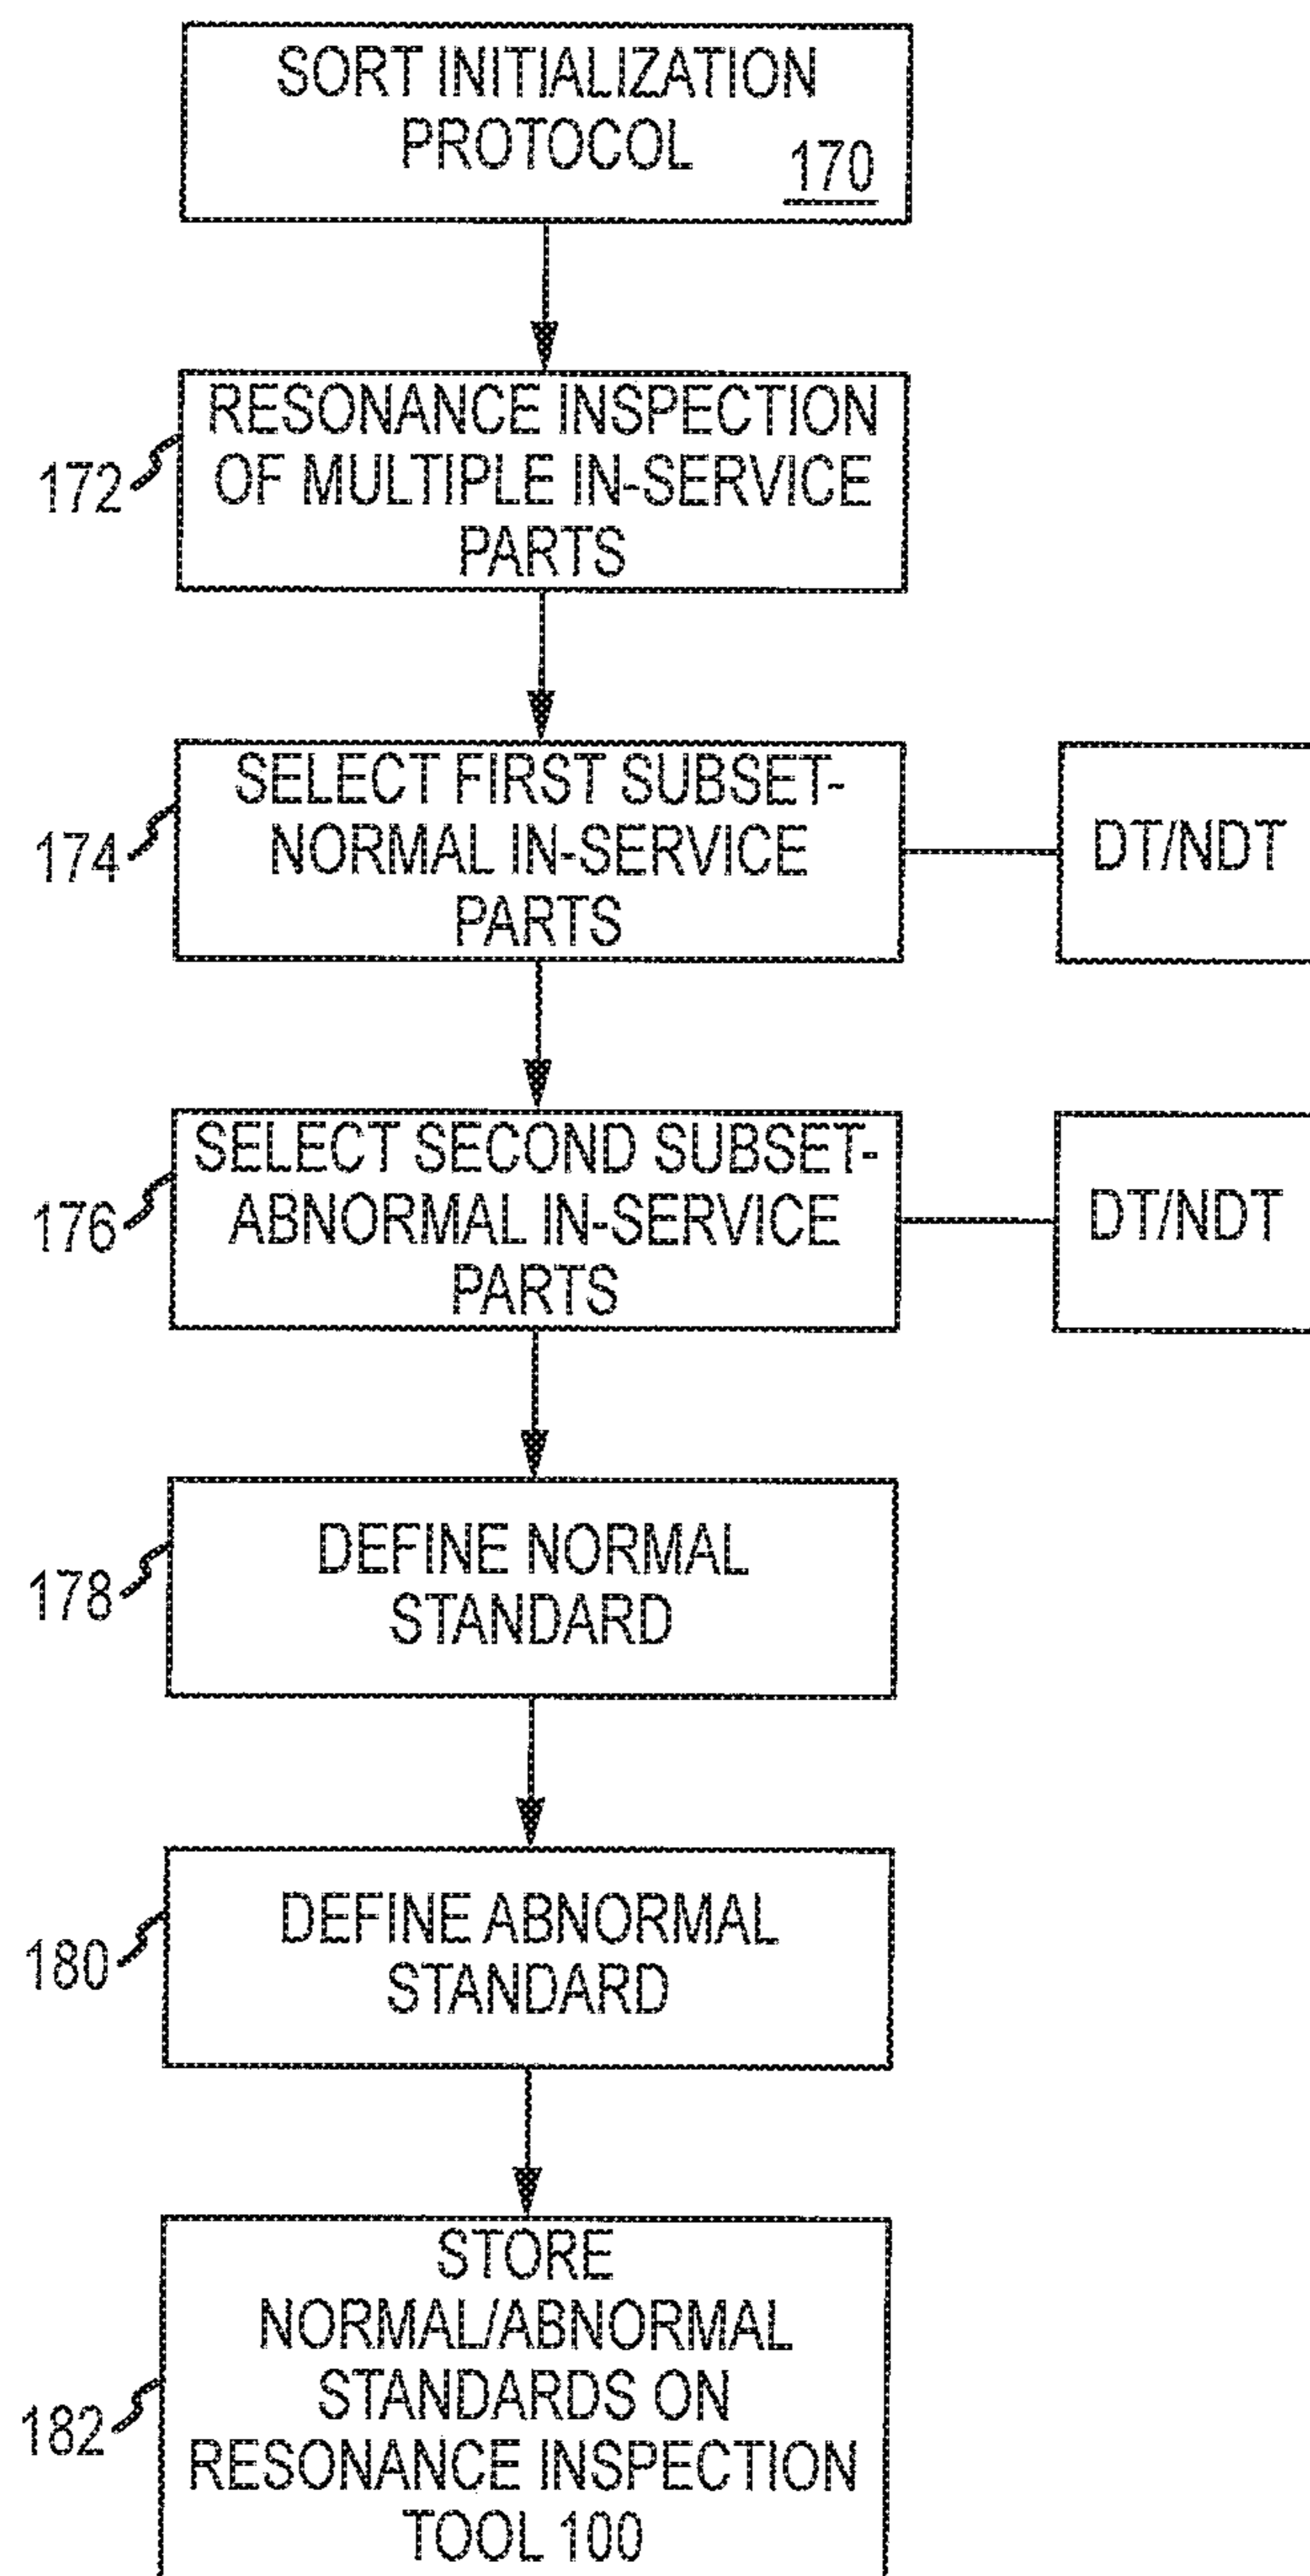 SORT INITIALIZATION
PROTOCOL
170
RESONANCE INSPECTION
OF MULTIPLE IN-SERVICE
PARTS
172
SELECT FIRST SUBSET-
NORMAL IN-SERVICE
PARTS
174
DT/NDT
SELECT SECOND SUBSET-
ABNORMAL IN-SERVICE
PARTS
176
DT/NDT
DEFINE NORMAL
STANDARD
178
DEFINE ABNORMAL
STANDARD
180
STORE
NORMAL/ABNORMAL
STANDARDS ON
RESONANCE INSPECTION
TOOL 100
182